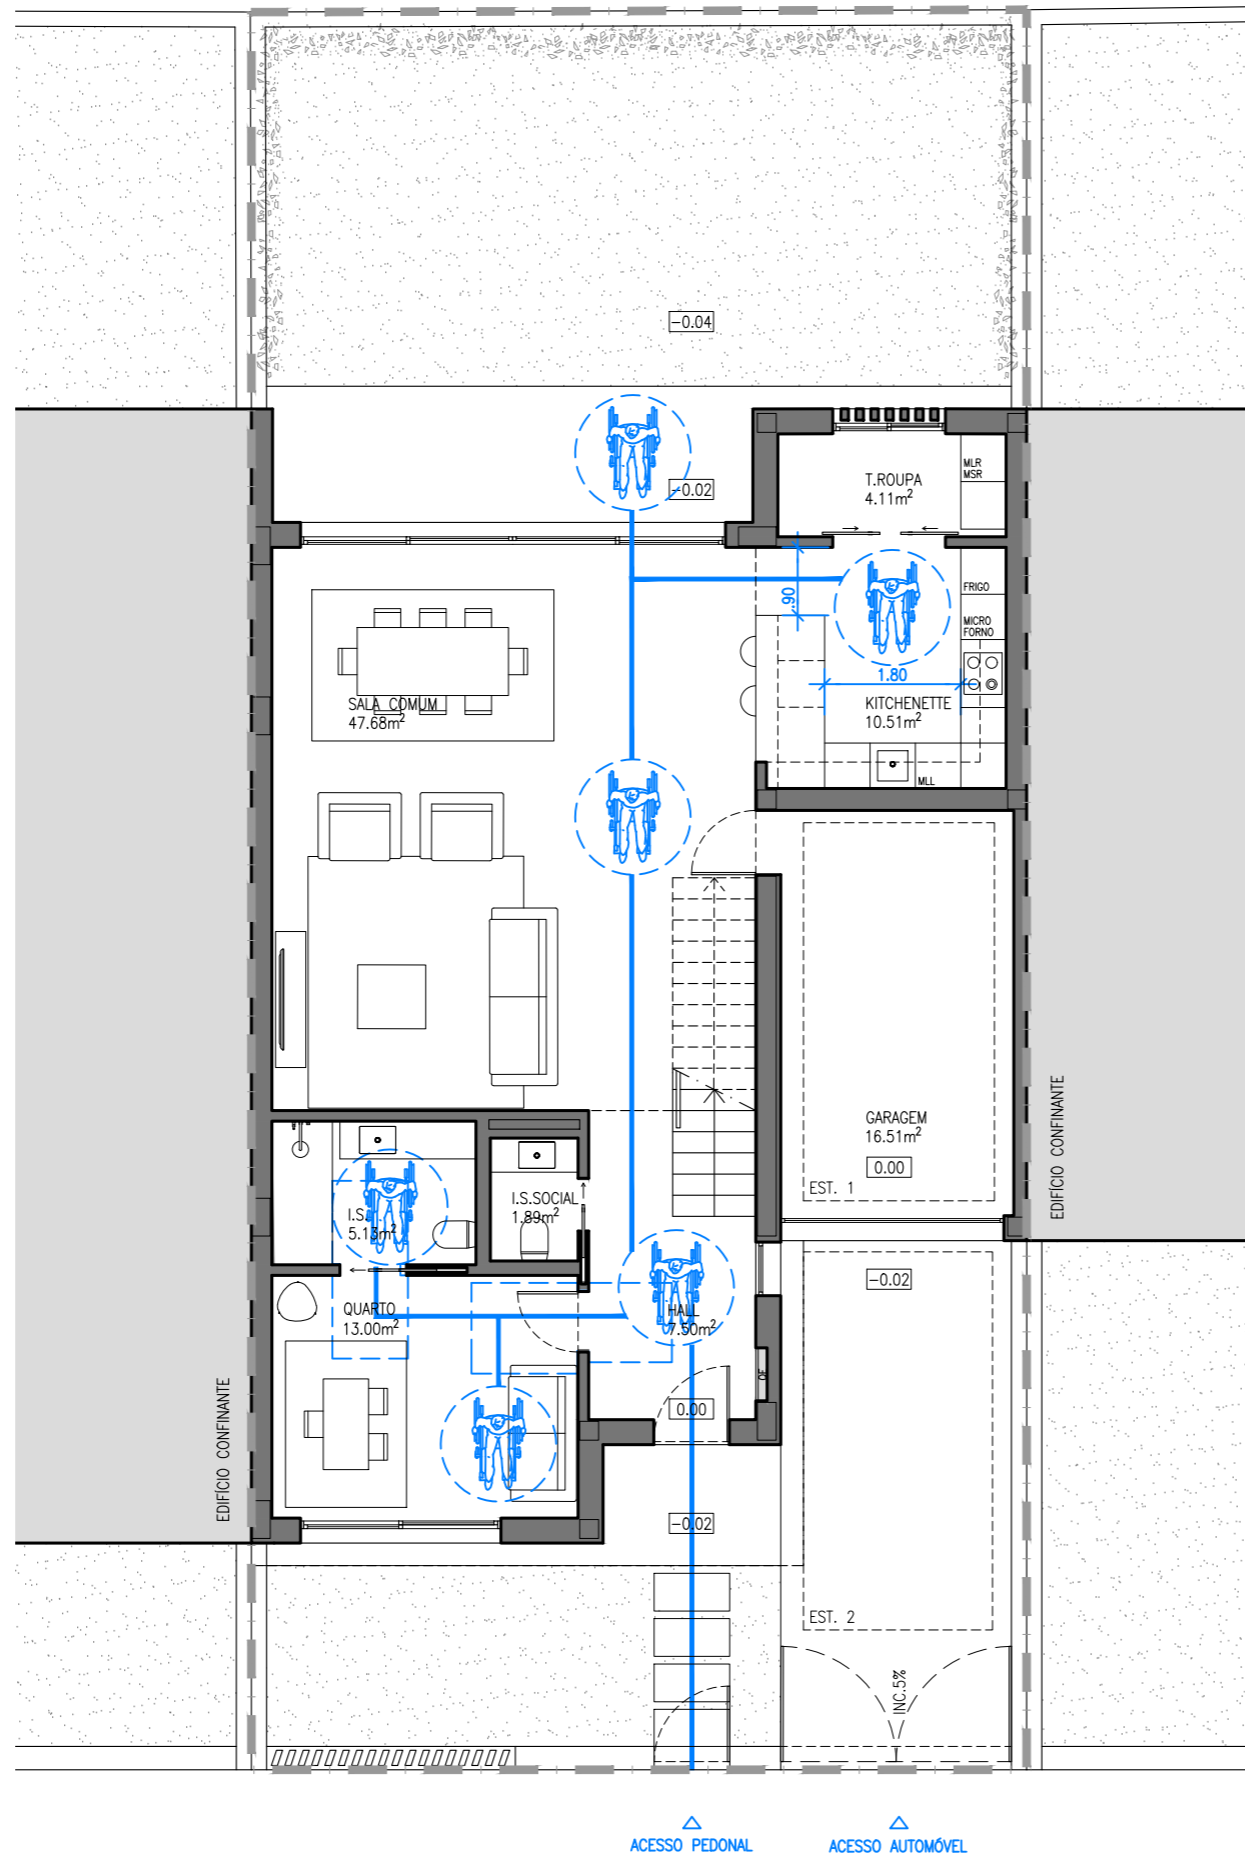 -0.04
-0.02
T.ROUPA
4.11m²
MLR
MSR
.90
FRIGO
MICRO
FORNO
1.80
SALA COMUM
47.68m²
KITCHENETTE
10.51m²
MLL
GARAGEM
16.51m²
0.00
EST. 1
EDIFÍCIO CONFINANTE
I.S.
5.13m²
I.S.SOCIAL
1.89m²
-0.02
QUARTO
13.00m²
HALL
7.50m²
QE
0.00
EDIFÍCIO CONFINANTE
-0.02
EST. 2
INC.5%
ACESSO PEDONAL
ACESSO AUTOMÓVEL